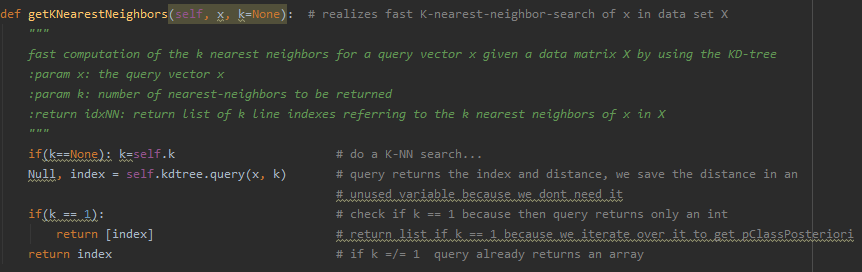 def getKNearestNeighbors(self, x, k=None):  # realizes fast K-nearest-neighbor-search of x in data set X
"""
fast computation of the k nearest neighbors for a query vector x given a data matrix X by using the KD-tree
:param x: the query vector x
:param k: number of nearest-neighbors to be returned
:return idxNN: return list of k line indexes referring to the k nearest neighbors of x in X
"""
if(k==None): k=self.k # do a K-NN search...
Null, index = self.kdtree.query(x, k) # query returns the index and distance, we save the distance in an
# unused variable because we dont need it
if(k == 1): # check if k == 1 because then query returns only an int
return [index] # return list if k == 1 because we iterate over it to get pClassPosteriori
return index # if k =/= 1  query already returns an array